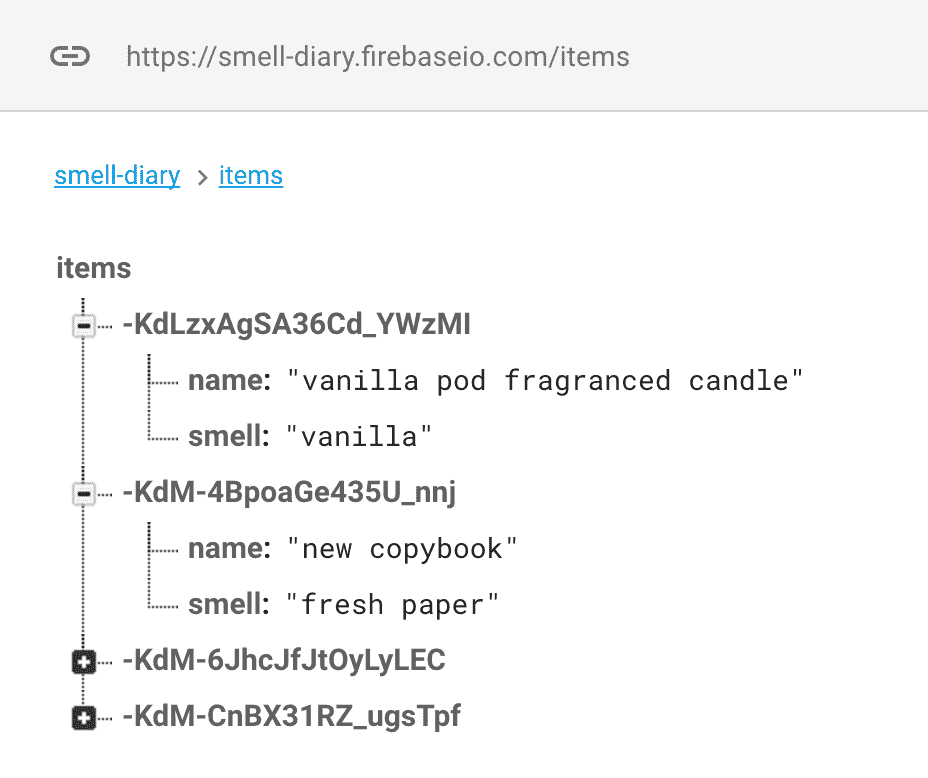 https://smell-diary.firebaseio.com/items
smell-diary > items
items
-KdLzxAgSA36Cd_YWzMI
name: "vanilla pod fragranced candle"
smell: "vanilla"
-KdM-4BpoaGe435U_nnj
name: "new copybook"
smell: "fresh paper"
-KdM-6JhcJfJtOyLyLEC
-KdM-CnBX31RZ_ugsTpf